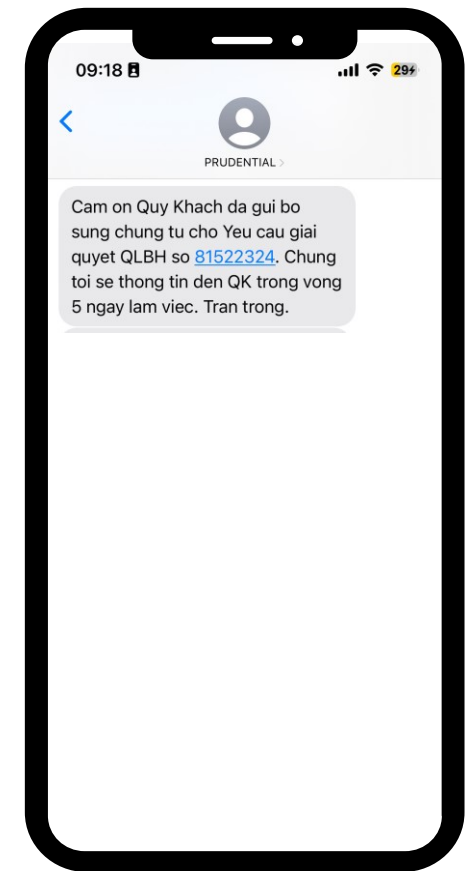 09:18
29
PRUDENTIAL
Cam on Quy Khach da gui bo
sung chung tu cho Yeu cau giai
quyet QLBH so 81522324. Chung
toi se thong tin den QK trong vong
5 ngay lam viec. Tran trong.